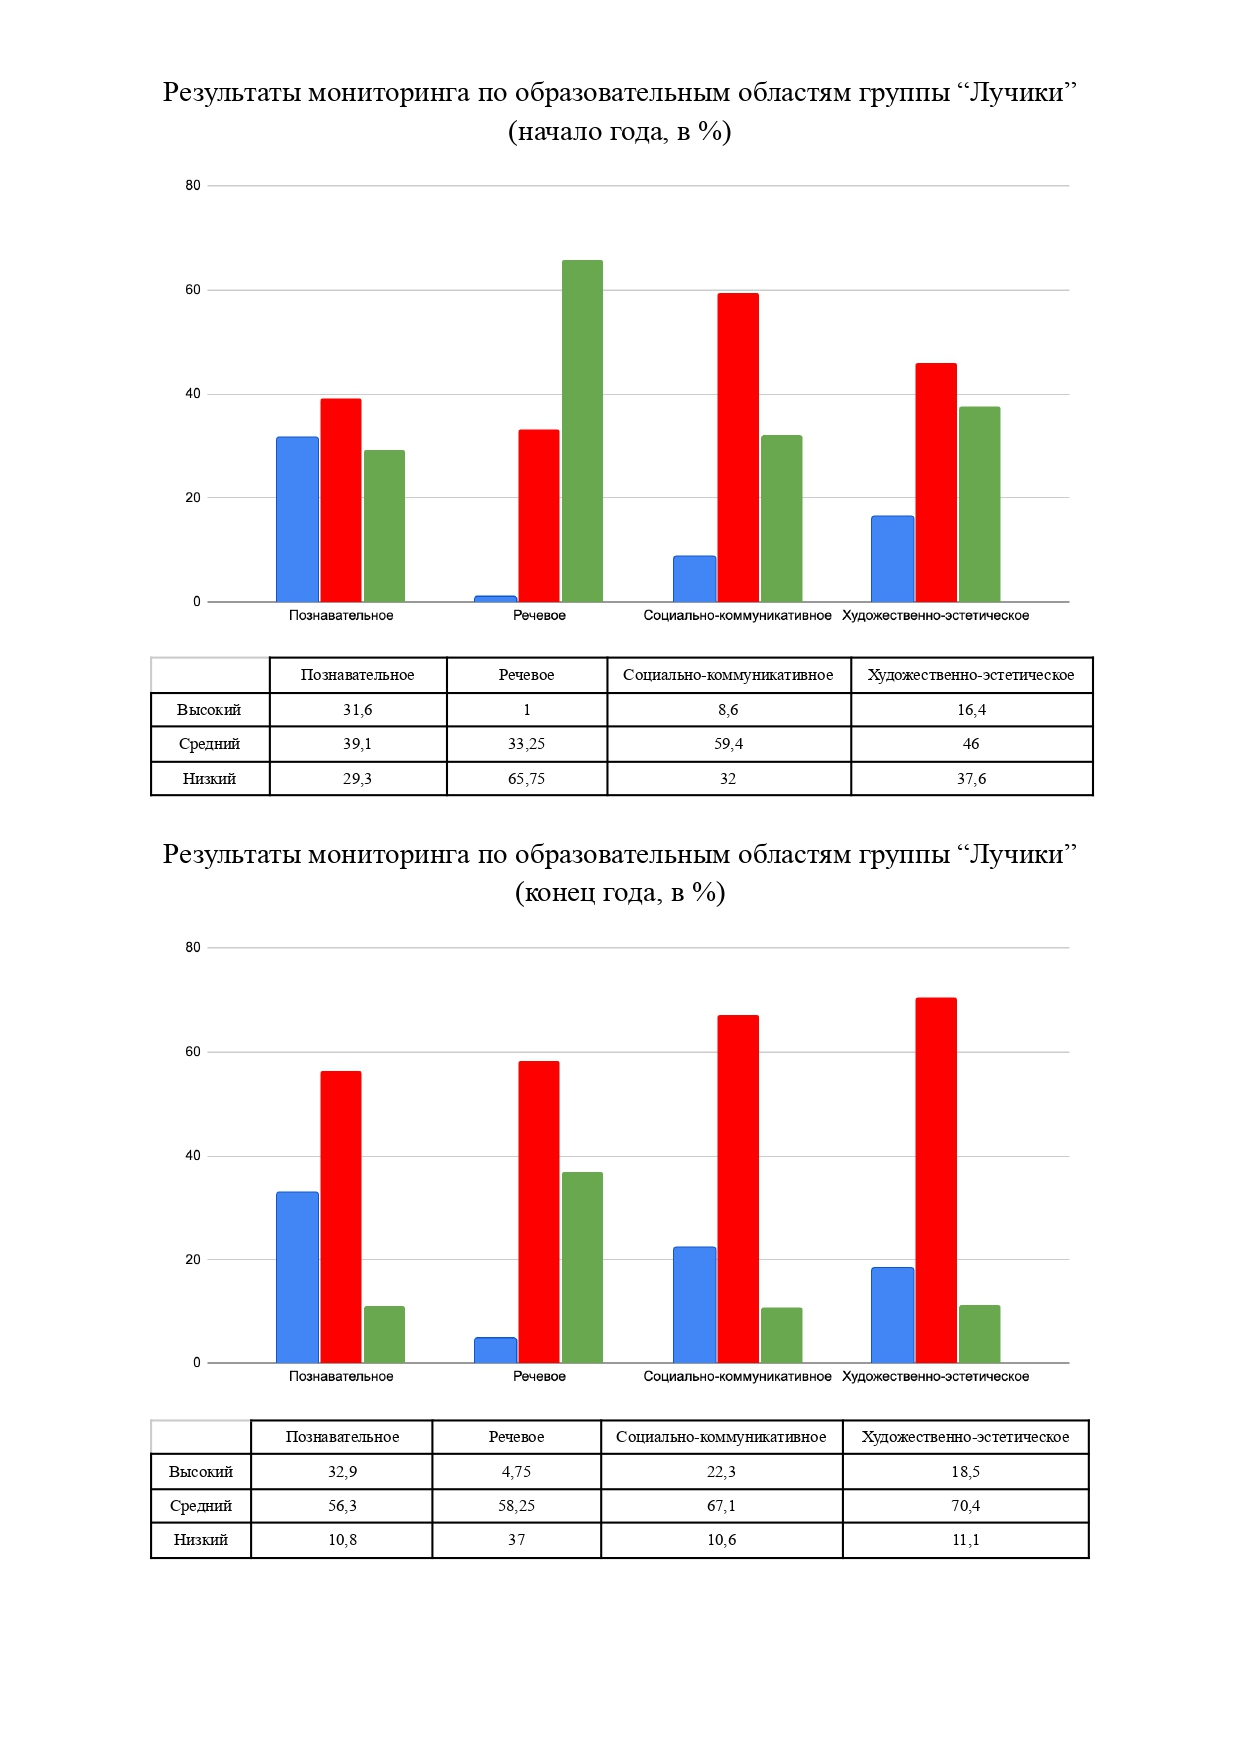 Результаты мониторинга по образовательным областям группы “Лучики”
(начало года, в %)
80
60
40
20
0
Познавательное Речевое Социально-коммуникативное Художественно-эстетическое
Познавательное Речевое Социально-коммуникативное Художественно-эстетическое
Высокий 31,6 1 8,6 16,4
Средний 39,1 33,25 59,4 46
Низкий 29,3 65,75 32 37,6
Результаты мониторинга по образовательным областям группы “Лучики”
(конец года, в %)
80
60
40
20
0
Познавательное Речевое Социально-коммуникативное Художественно-эстетическое
Познавательное Речевое Социально-коммуникативное Художественно-эстетическое
Высокий 32,9 4,75 22,3 18,5
Средний 56,3 58,25 67,1 70,4
Низкий 10,8 37 10,6 11,1